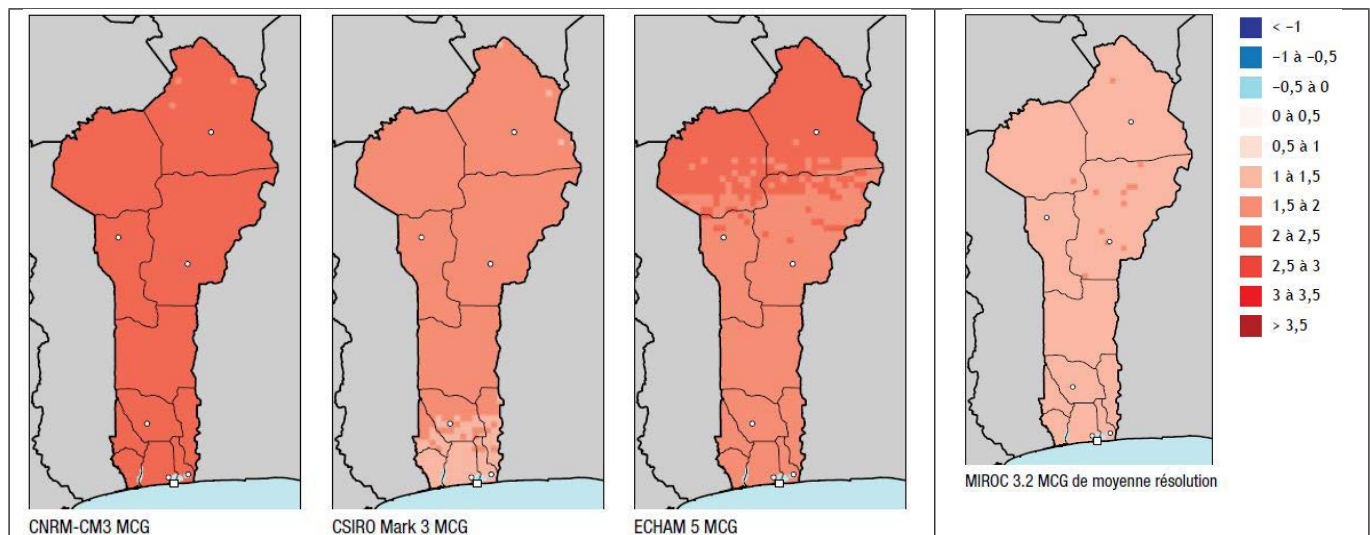 CNRM-CM3 MCG
CSIRO Mark 3 MCG
ECHAM 5 MCG
MIROC 3.2 MCG de moyenne résolution
< −1
−1 à −0,5
−0,5 à 0
0 à 0,5
0,5 à 1
1 à 1,5
1,5 à 2
2 à 2,5
2,5 à 3
3 à 3,5
> 3,5